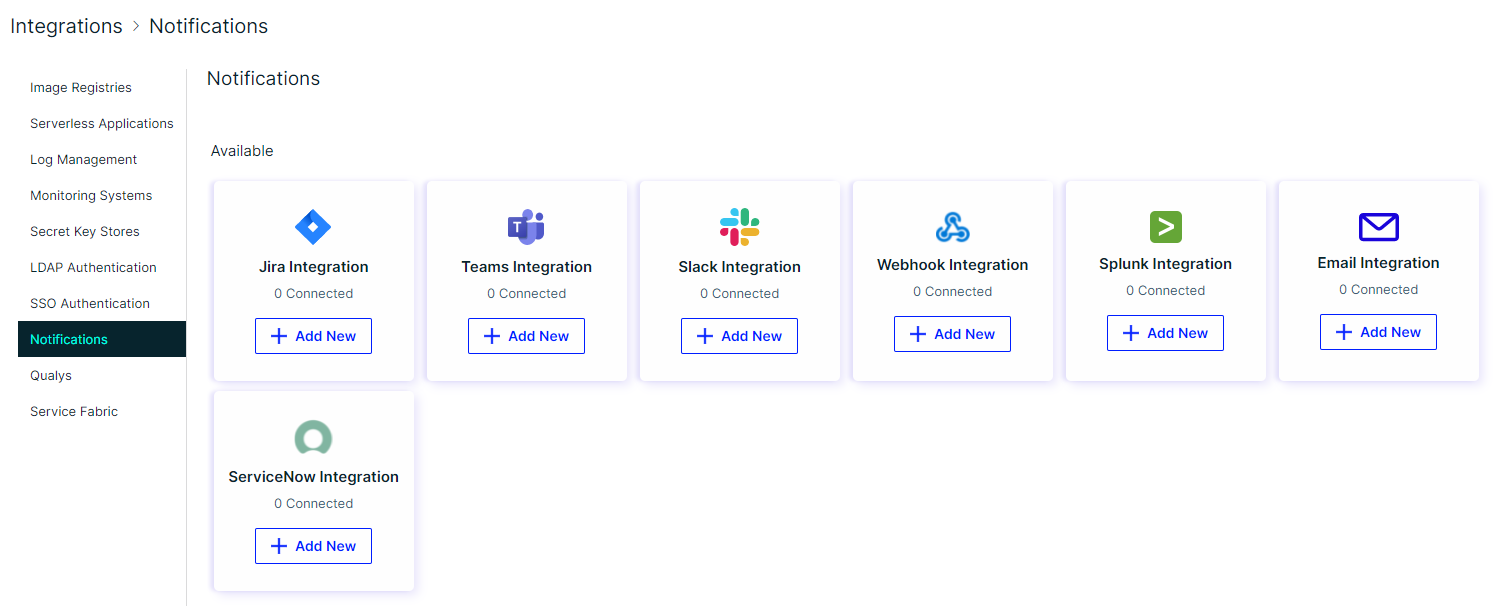 Integrations > Notifications
Image Registries
Serverless Applications
Log Management
Monitoring Systems
Secret Key Stores
LDAP Authentication
SSO Authentication
Notifications
Qualys
Service Fabric
Notifications
Available
Jira Integration
0 Connected
+ Add New
Teams Integration
0 Connected
+ Add New
Slack Integration
0 Connected
+ Add New
Webhook Integration
0 Connected
+ Add New
Splunk Integration
0 Connected
+ Add New
Email Integration
0 Connected
+ Add New
ServiceNow Integration
0 Connected
+ Add New